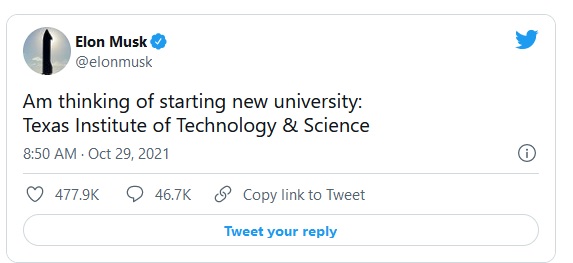 Elon Musk
@elonmusk
Am thinking of starting new university:
Texas Institute of Technology & Science
8:50 AM · Oct 29, 2021
477.9K 46.7K Copy link to Tweet
Tweet your reply